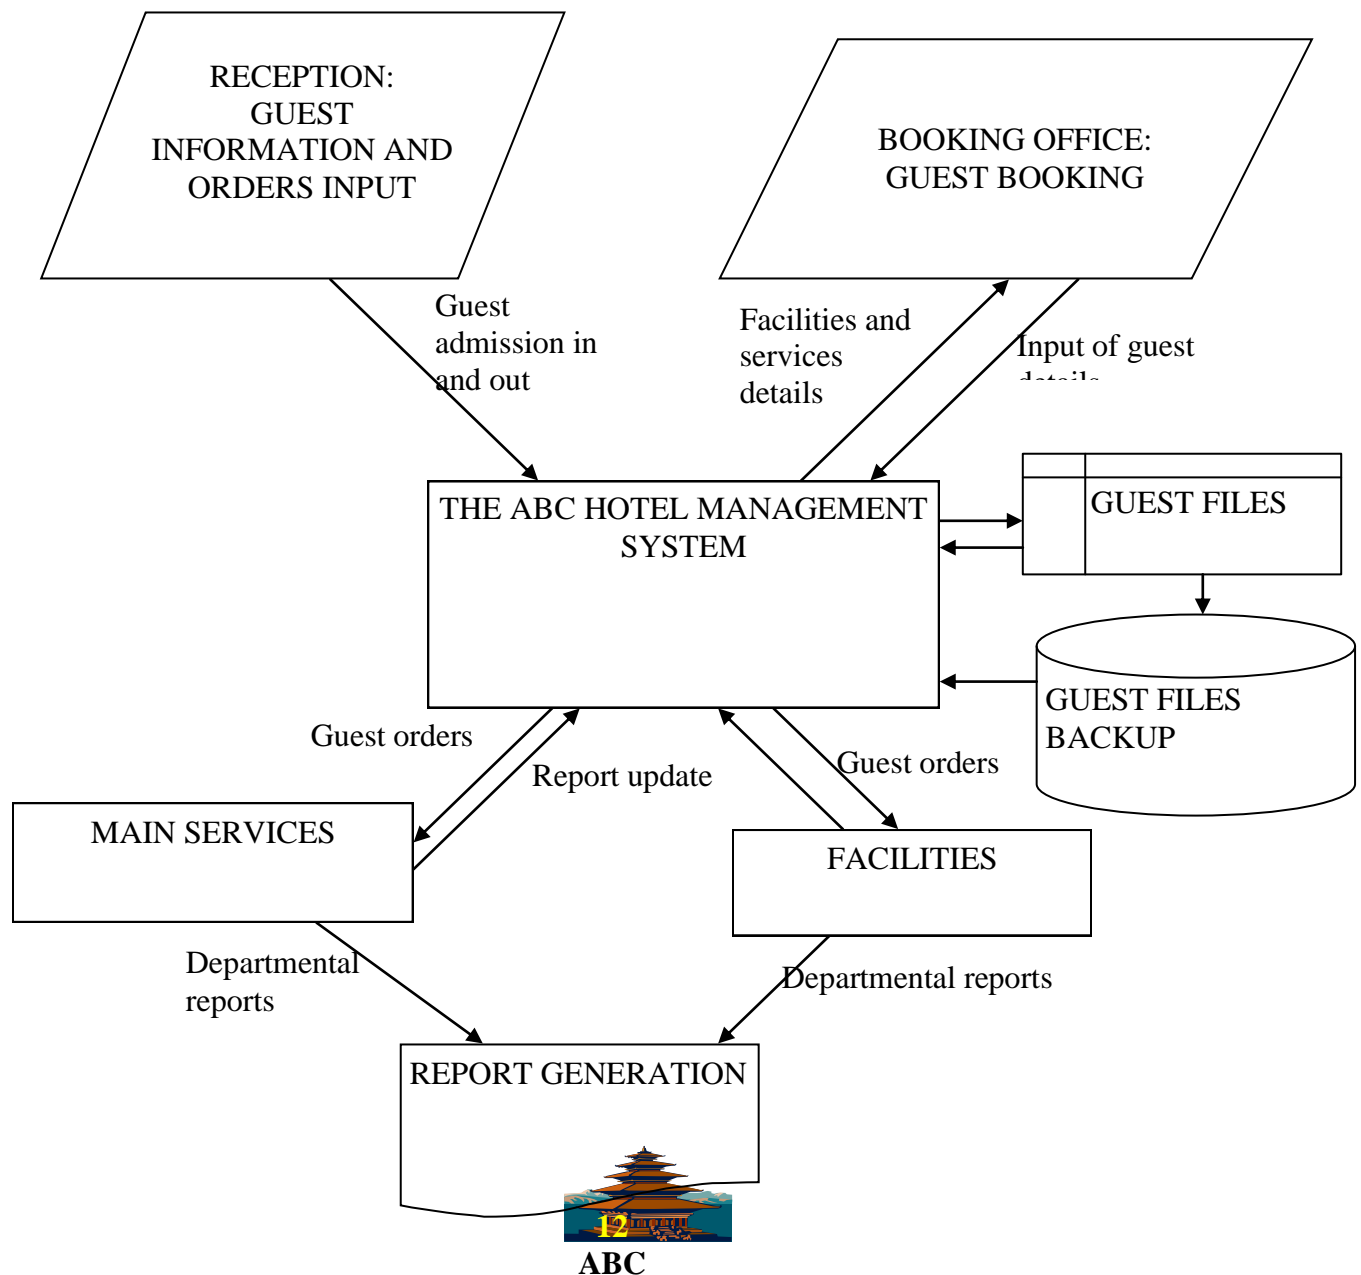 RECEPTION:
GUEST
INFORMATION AND
ORDERS INPUT
BOOKING OFFICE:
GUEST BOOKING
Guest
admission in
and out
Facilities and
services
details
Input of guest
details
THE ABC HOTEL MANAGEMENT
SYSTEM
GUEST FILES
GUEST FILES
BACKUP
Guest orders
Report update
Guest orders
MAIN SERVICES
FACILITIES
Departmental
reports
Departmental reports
REPORT GENERATION
12
ABC